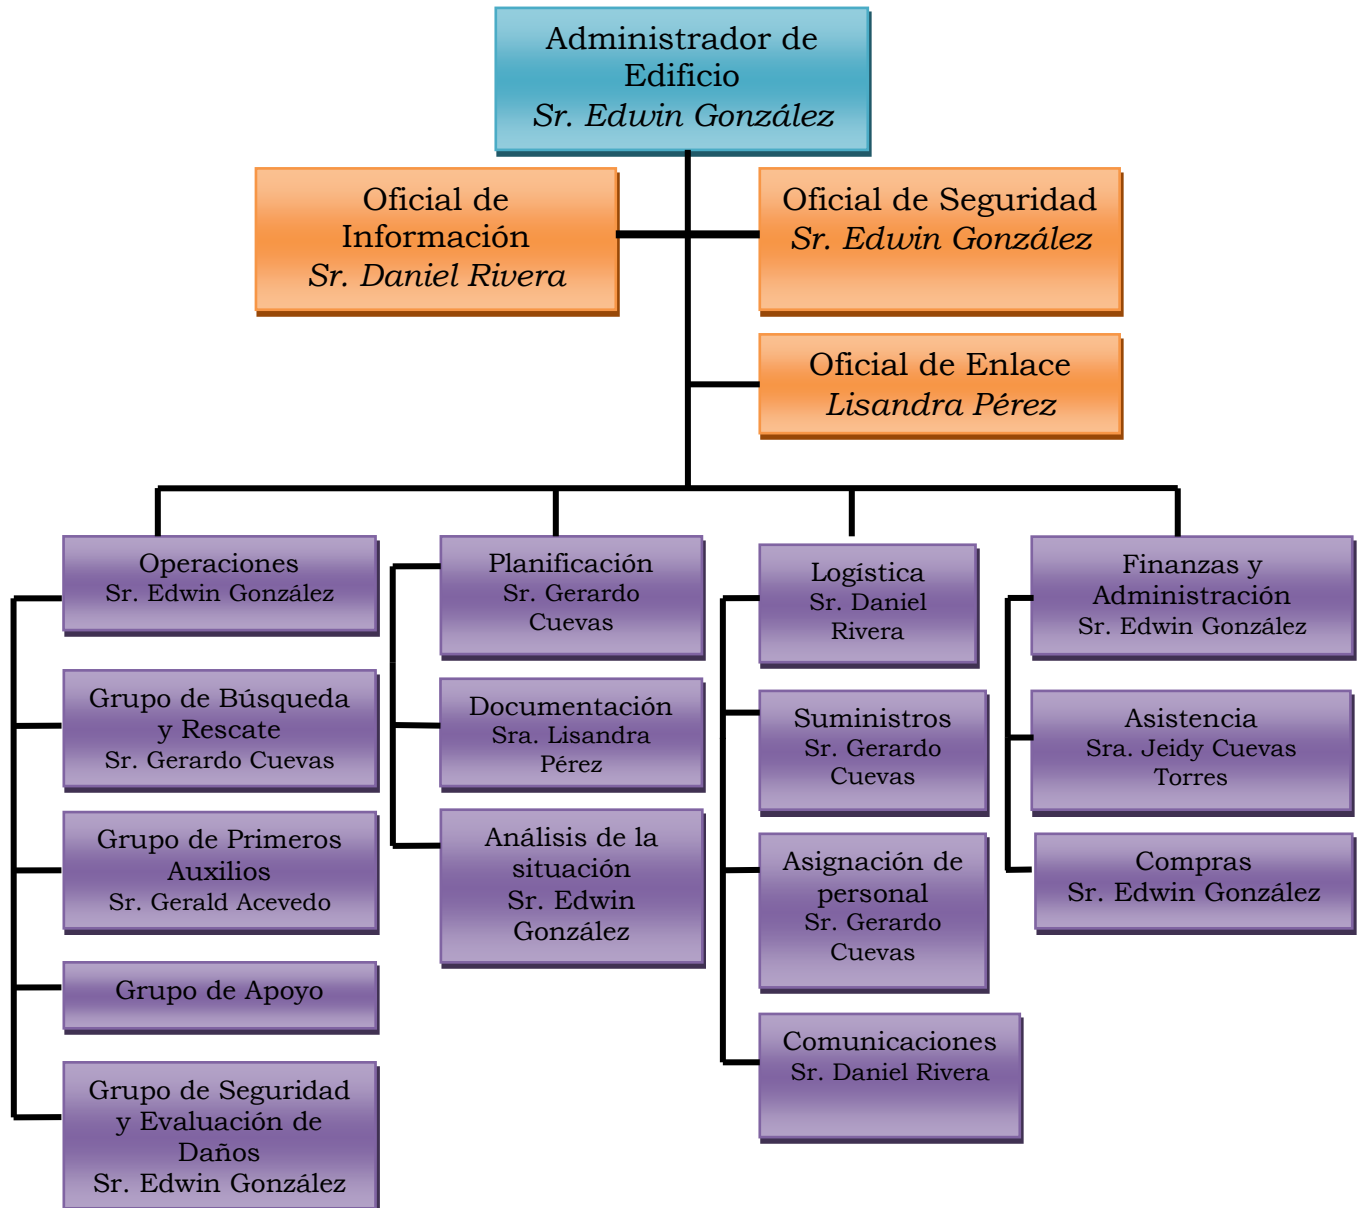 Administrador de
Edificio
Sr. Edwin González
Oficial de
Información
Sr. Daniel Rivera
Oficial de Seguridad
Sr. Edwin González
Oficial de Enlace
Lisandra Pérez
Operaciones
Sr. Edwin González
Grupo de Búsqueda
y Rescate
Sr. Gerardo Cuevas
Grupo de Primeros
Auxilios
Sr. Gerald Acevedo
Grupo de Apoyo
Grupo de Seguridad
y Evaluación de
Daños
Sr. Edwin González
Planificación
Sr. Gerardo
Cuevas
Documentación
Sra. Lisandra
Pérez
Análisis de la
situación
Sr. Edwin
González
Logística
Sr. Daniel
Rivera
Suministros
Sr. Gerardo
Cuevas
Asignación de
personal
Sr. Gerardo
Cuevas
Comunicaciones
Sr. Daniel Rivera
Finanzas y
Administración
Sr. Edwin González
Asistencia
Sra. Jeidy Cuevas
Torres
Compras
Sr. Edwin González